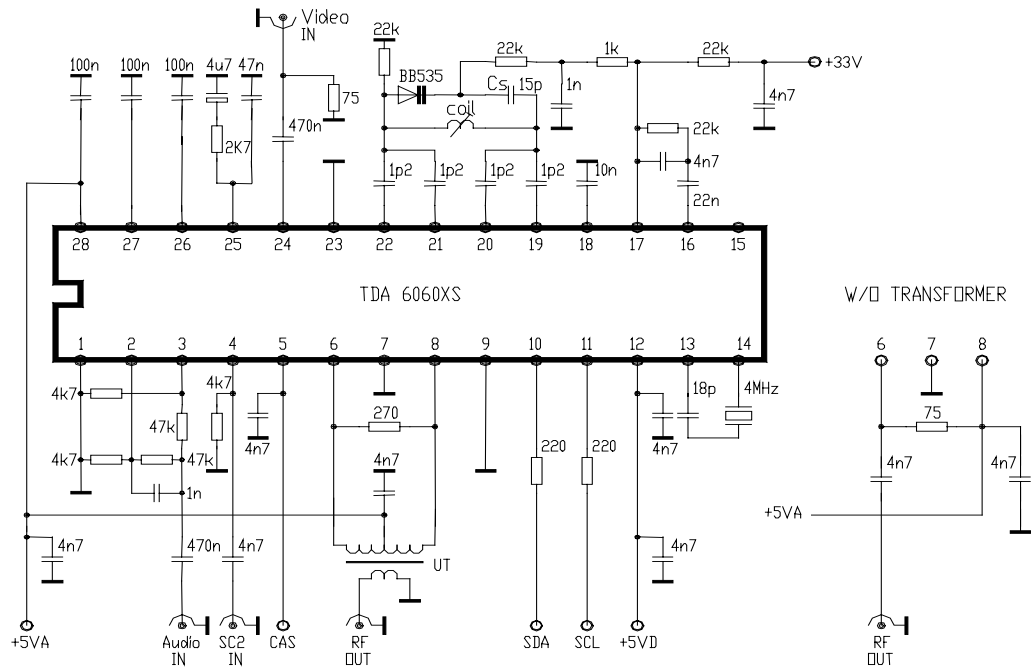 Video
IN
22k
22k
1k
22k
+33V
100n
100n
100n
4u7
47n
BB535
Cs
15p
1n
4n7
75
coil
470n
2K7
22k
1p2
1p2
1p2
1p2
10n
4n7
22n
28
27
26
25
24
23
22
21
20
19
18
17
16
15
TDA 6060XS
W/O TRANSFORMER
1
2
3
4
5
6
7
8
9
10
11
12
13
14
6
7
8
4k7
4k7
18p
4MHz
47k
270
75
4n7
220
220
4n7
4k7
47k
4n7
4n7
4n7
1n
+5VA
4n7
470n
4n7
4n7
UT
+5VA
Audio
IN
SC2
IN
CAS
RF
OUT
SDA
SCL
+5VD
RF
OUT